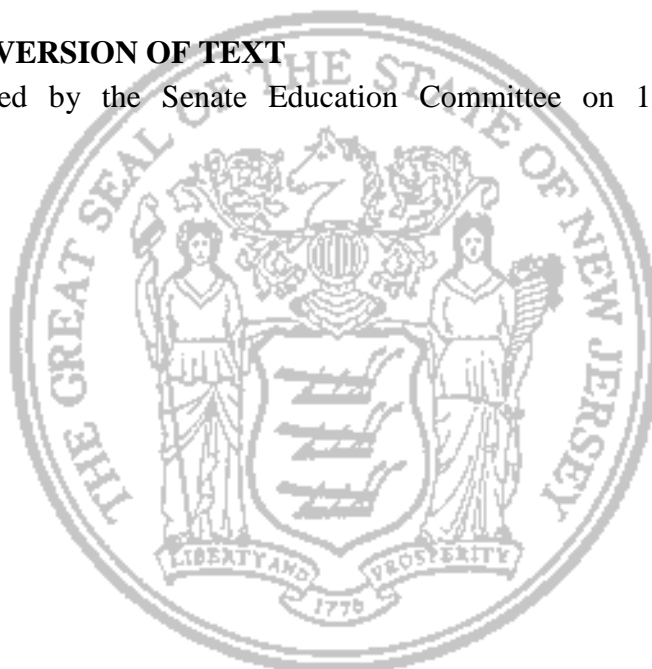 VERSION OF TEXT
ed by the Senate Education Committee on 1
THE GREAT SEAL OF THE STATE OF NEW JERSEY
LIBERTY AND PROSPERITY
1776